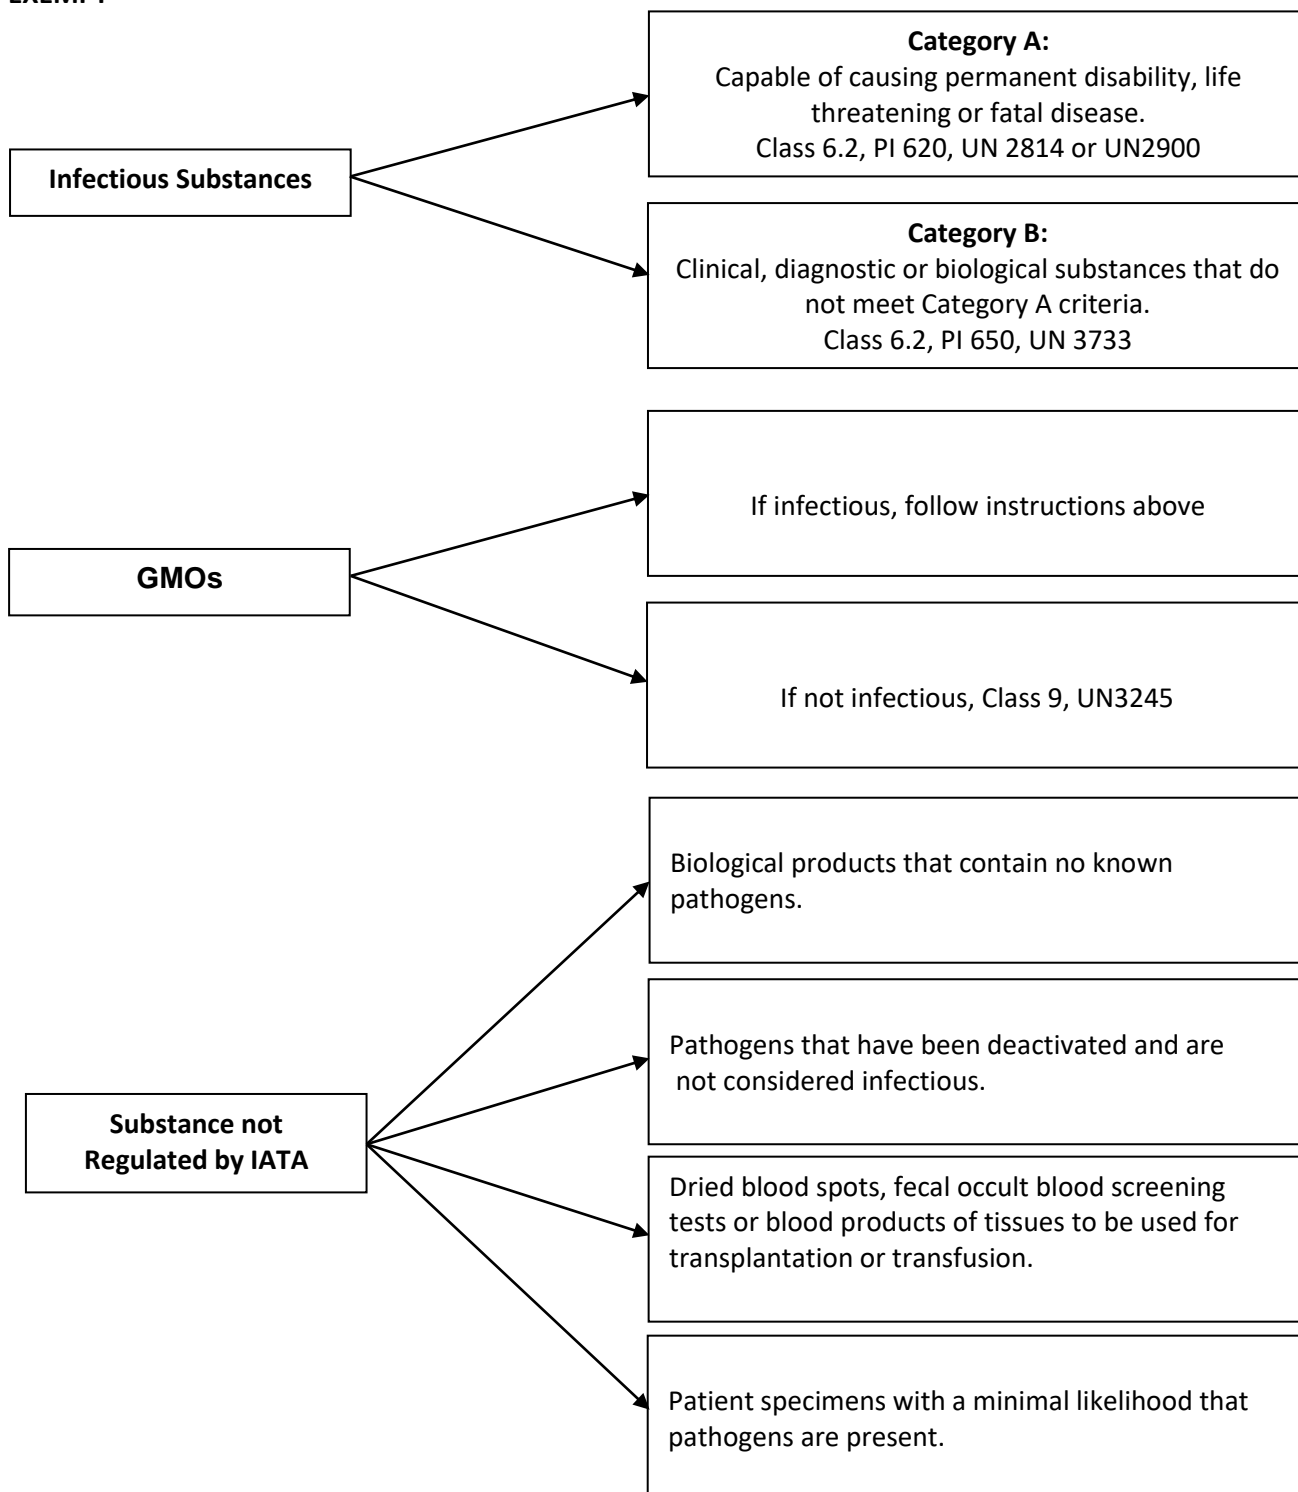 Category A:
Capable of causing permanent disability, life
threatening or fatal disease.
Class 6.2, PI 620, UN 2814 or UN2900
Infectious Substances
Category B:
Clinical, diagnostic or biological substances that do
not meet Category A criteria.
Class 6.2, PI 650, UN 3733
If infectious, follow instructions above
GMOs
If not infectious, Class 9, UN3245
Biological products that contain no known
pathogens.
Pathogens that have been deactivated and are
not considered infectious.
Substance not
Regulated by IATA
Dried blood spots, fecal occult blood screening
tests or blood products of tissues to be used for
transplantation or transfusion.
Patient specimens with a minimal likelihood that
pathogens are present.